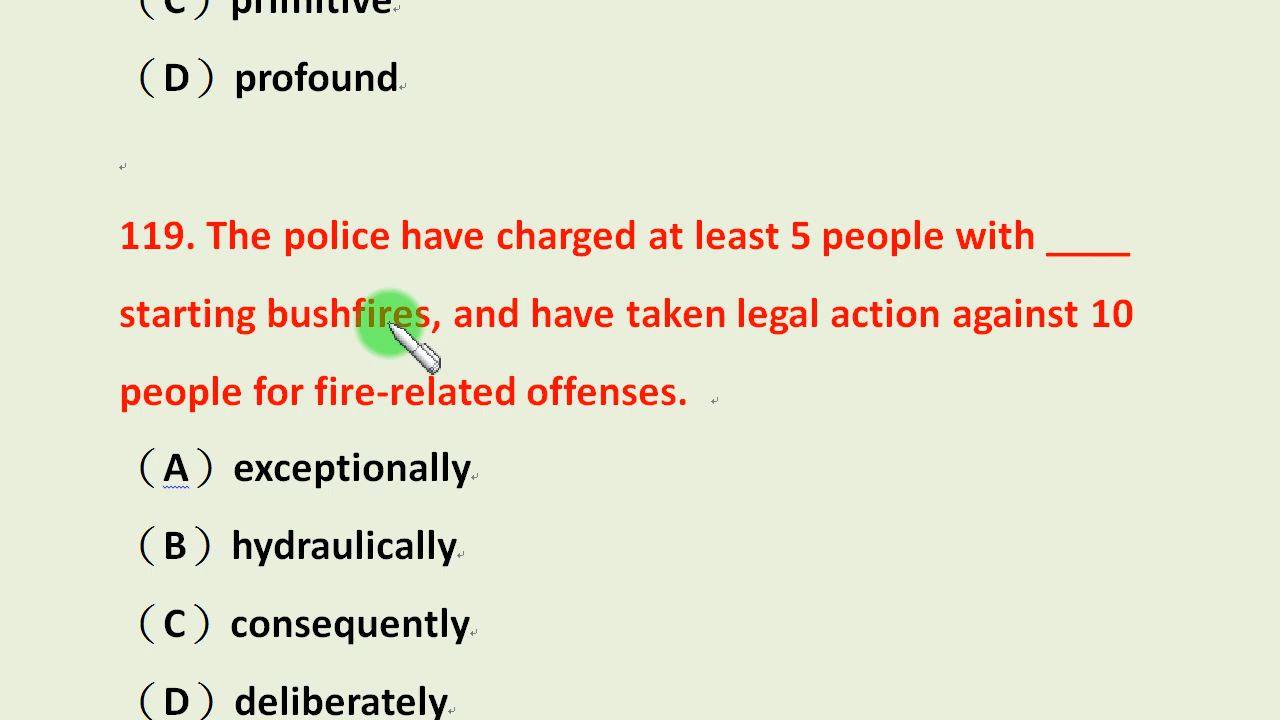 （C）primitive
（D）profound
119. The police have charged at least 5 people with ____
starting bushfires, and have taken legal action against 10
people for fire-related offenses.
（A）exceptionally
（B）hydraulically
（C）consequently
（D）deliberately